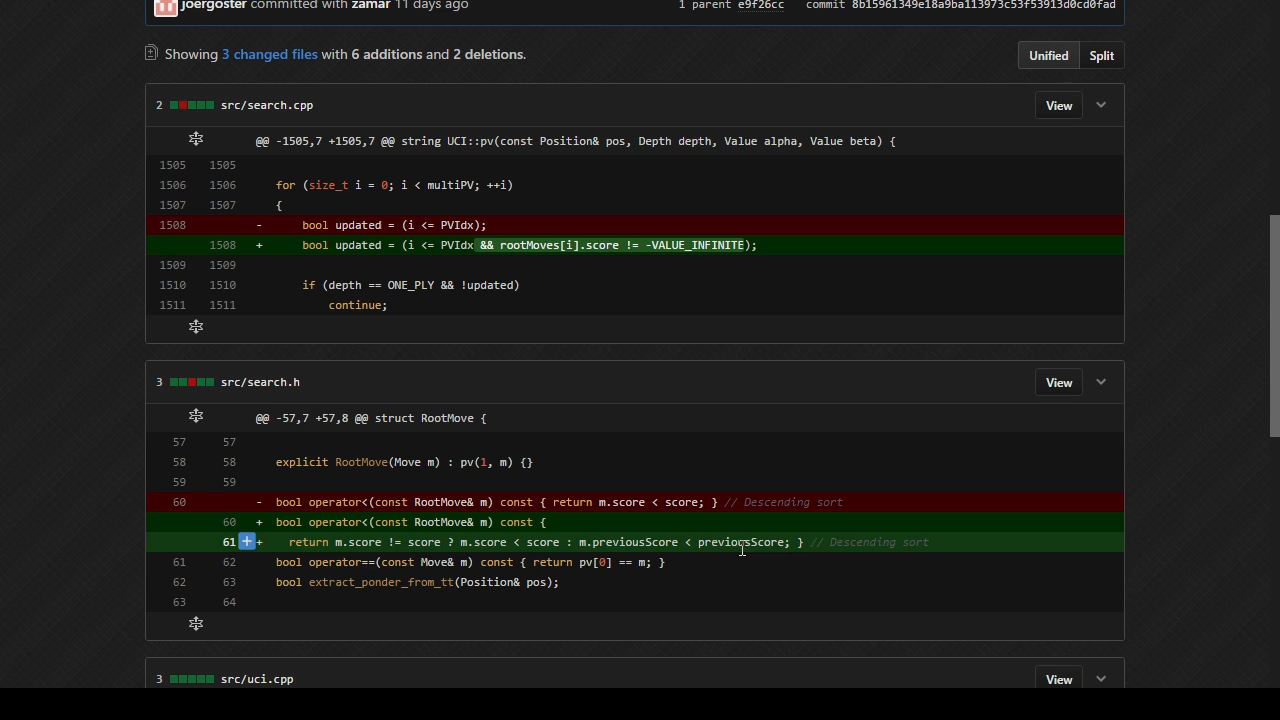 joergoster committed with zamar 11 days ago 1 parent e9f26cc commit 8b15961349e18a9ba113973c53f53913d0cd0fad
Showing 3 changed files with 6 additions and 2 deletions. Unified Split
2 src/search.cpp View
@@ -1505,7 +1505,7 @@ string UCI::pv(const Position& pos, Depth depth, Value alpha, Value beta) {
1505 1505
1506 1506 for (size_t i = 0; i < multiPV; ++i)
1507 1507 {
1508 - bool updated = (i <= PVIdx);
1508 + bool updated = (i <= PVIdx && rootMoves[i].score != -VALUE_INFINITE);
1509 1509
1510 1510 if (depth == ONE_PLY && !updated)
1511 1511 continue;
3 src/search.h View
@@ -57,7 +57,8 @@ struct RootMove {
57 57
58 58 explicit RootMove(Move m) : pv(1, m) {}
59 59
60 - bool operator<(const RootMove& m) const { return m.score < score; } // Descending sort
60 + bool operator<(const RootMove& m) const {
61 + + return m.score != score ? m.score < score : m.previousScore < previousScore; } // Descending sort
61 62 bool operator==(const Move& m) const { return pv[0] == m; }
62 63 bool extract_ponder_from_tt(Position& pos);
63 64
3 src/uci.cpp View